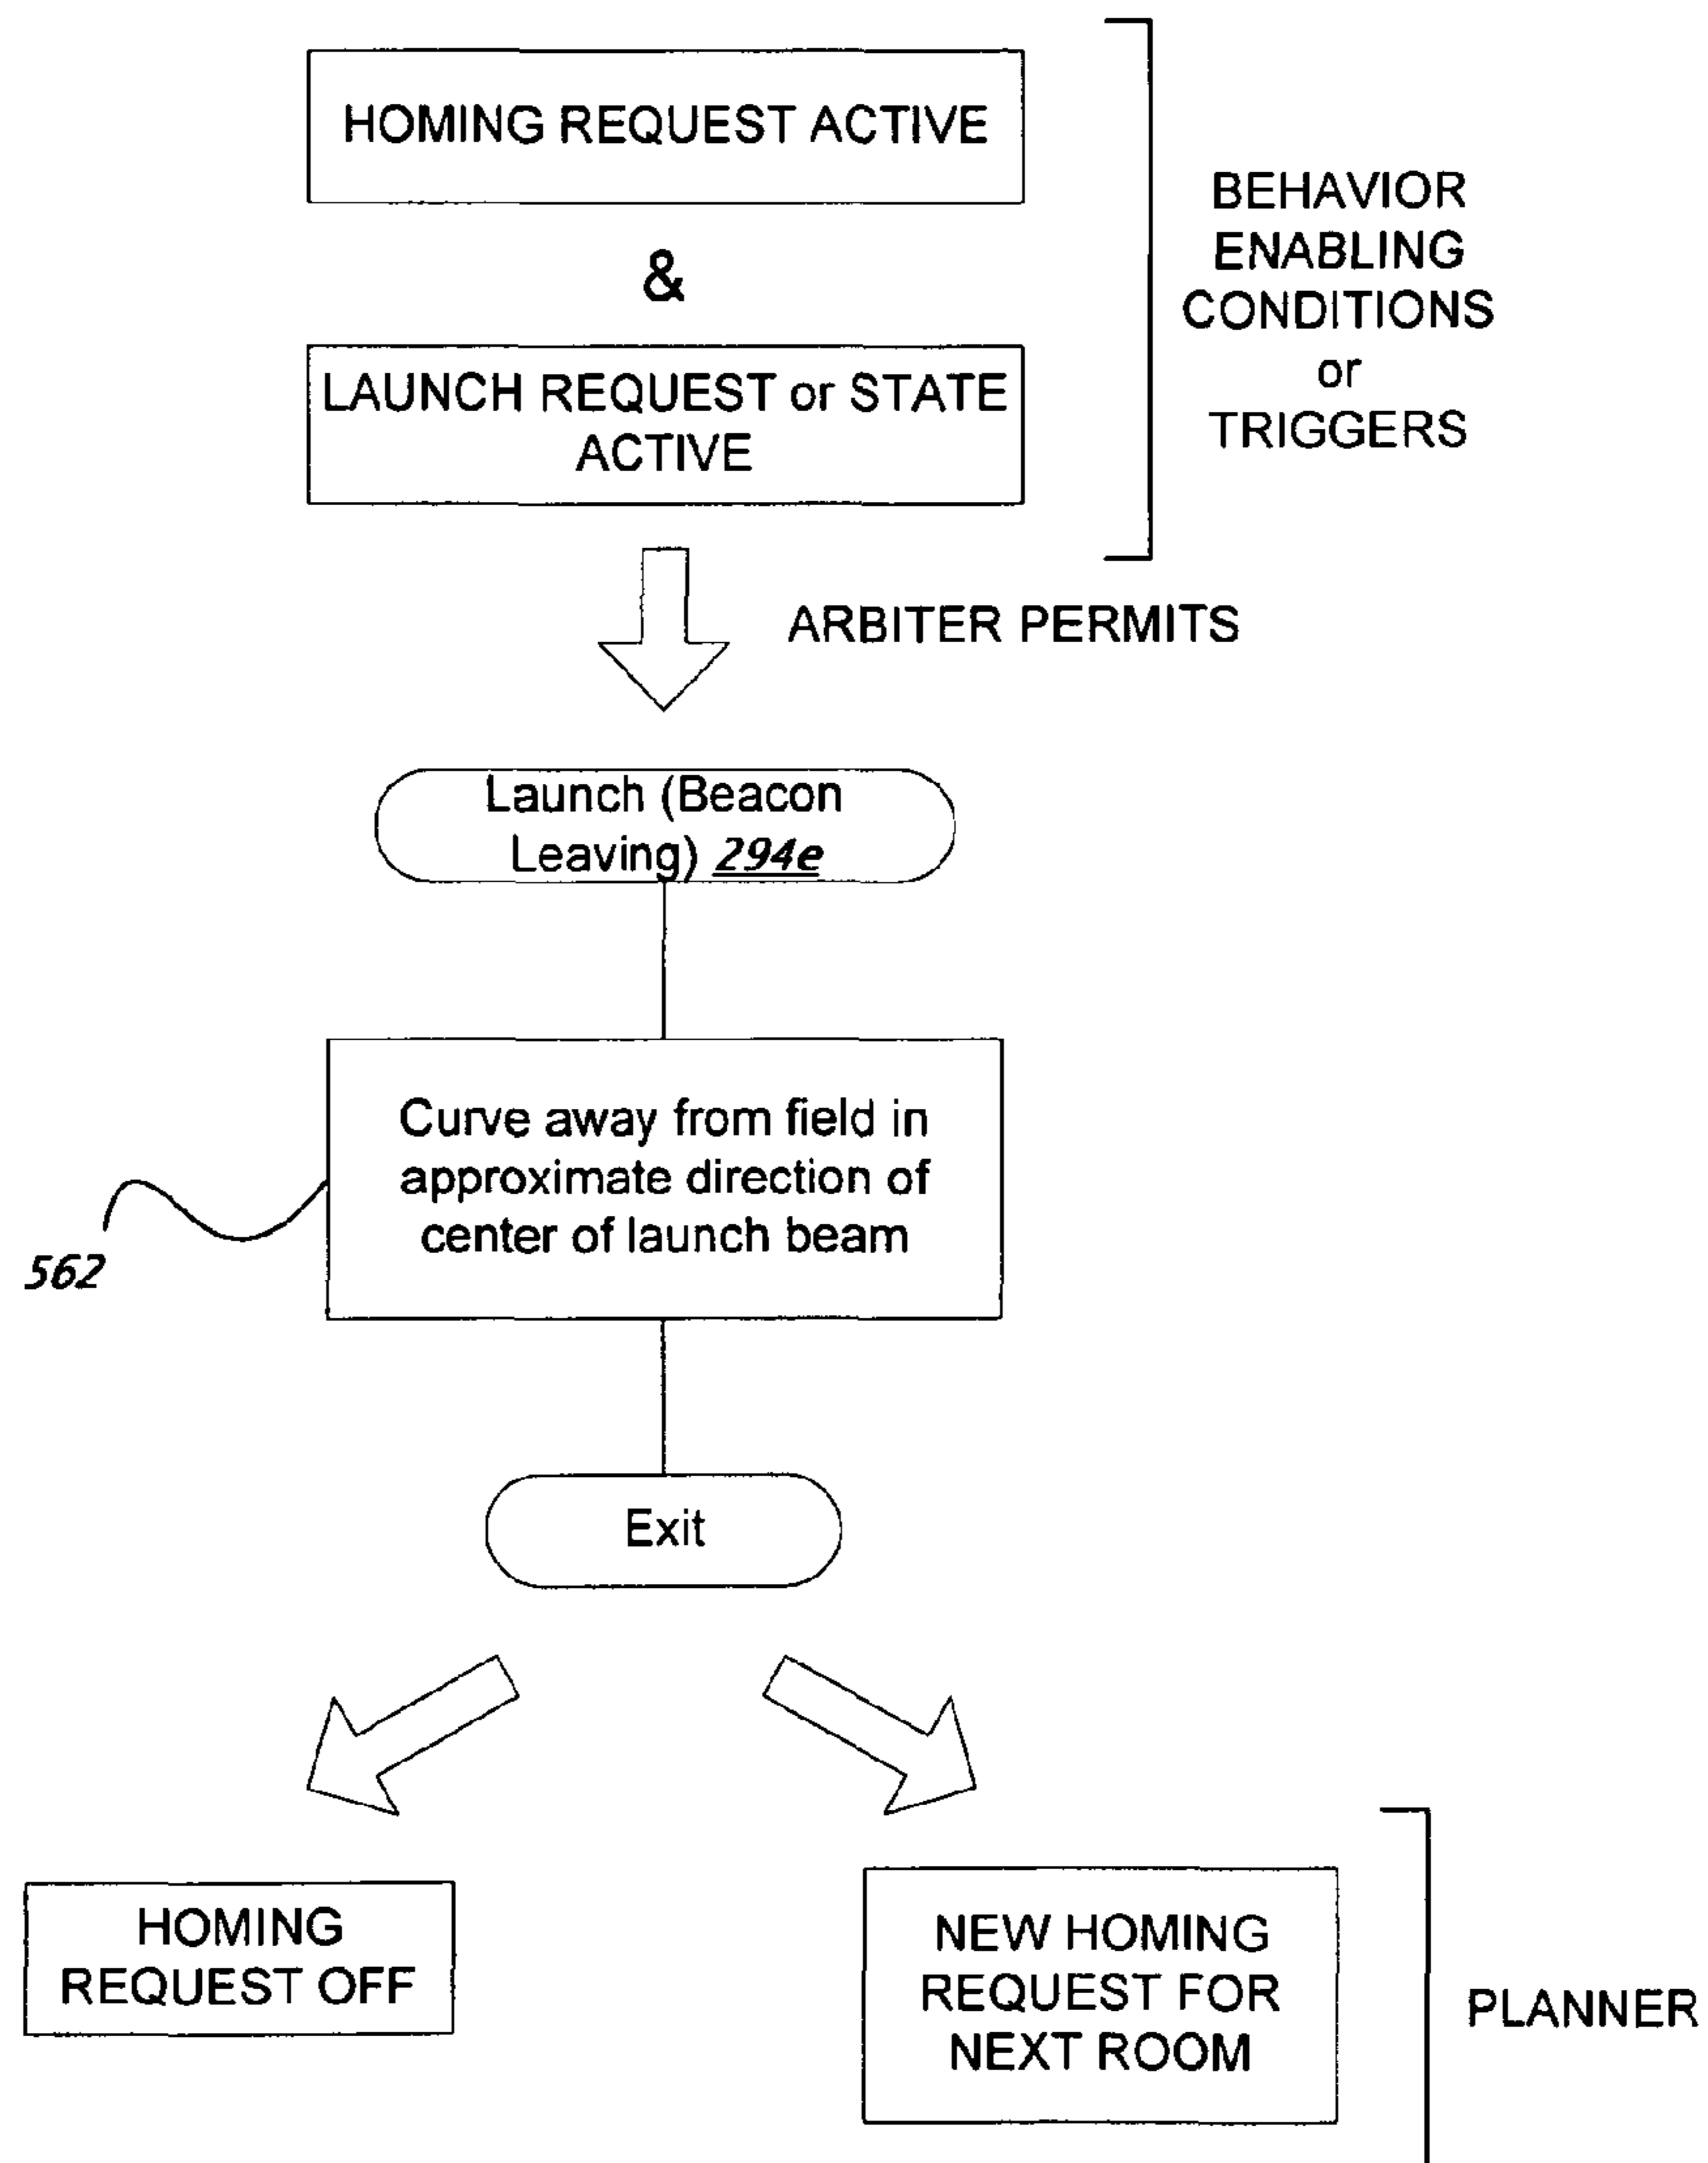 HOMING REQUEST ACTIVE
&
LAUNCH REQUEST or STATE
ACTIVE
BEHAVIOR
ENABLING
CONDITIONS
or
TRIGGERS
ARBITER PERMITS
Launch (Beacon
Leaving) 294e
Curve away from field in
approximate direction of
center of launch beam
562
Exit
HOMING
REQUEST OFF
NEW HOMING
REQUEST FOR
NEXT ROOM
PLANNER